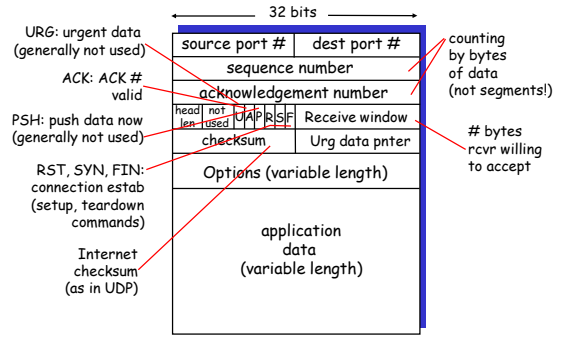 32 bits
URG: urgent data
(generally not used)
ACK: ACK #
valid
PSH: push data now
(generally not used)
RST, SYN, FIN:
connection estab
(setup, teardown
commands)
Internet
checksum
(as in UDP)
source port #
dest port #
sequence number
acknowledgement number
head
len
not
used
U A P R S F
Receive window
checksum
Urg data pnter
Options (variable length)
application
data
(variable length)
counting
by bytes
of data
(not segments!)
# bytes
rcvr willing
to accept